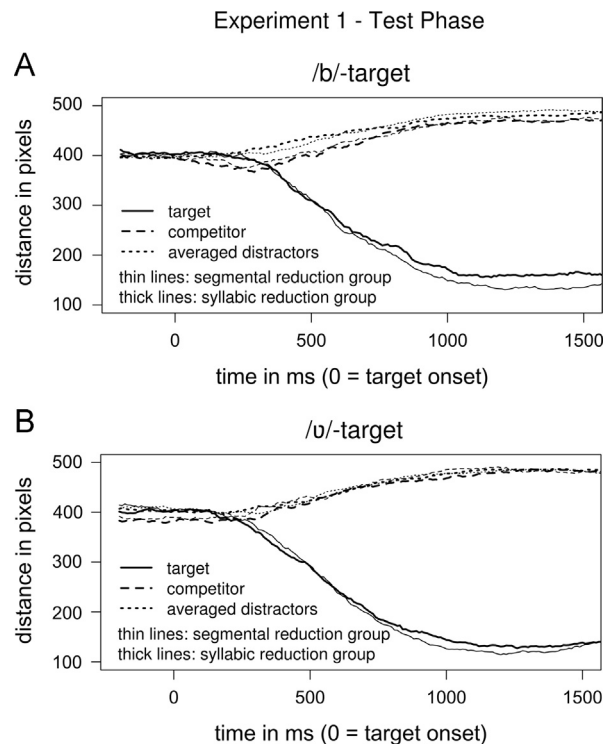 Experiment 1 - Test Phase
A
/b/-target
distance in pixels
500
400
300
200
100
target
competitor
averaged distractors
thin lines: segmental reduction group
thick lines: syllabic reduction group
0
500
1000
1500
time in ms (0 = target onset)
B
/ʋ/-target
distance in pixels
500
400
300
200
100
target
competitor
averaged distractors
thin lines: segmental reduction group
thick lines: syllabic reduction group
0
500
1000
1500
time in ms (0 = target onset)